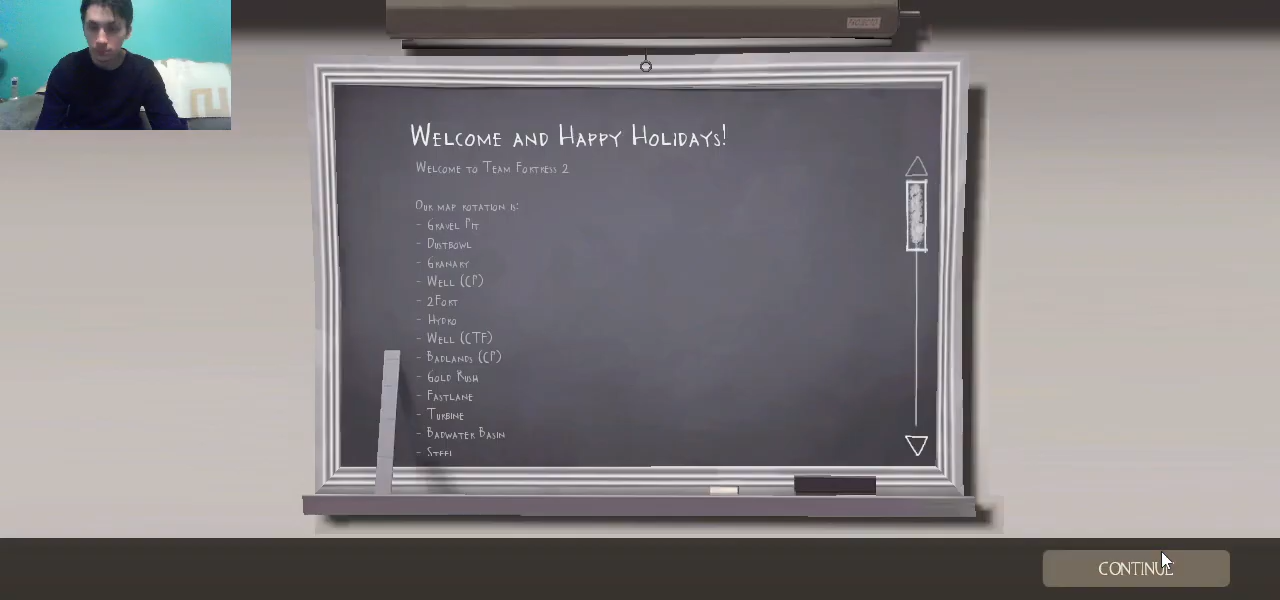 Welcome and Happy Holidays!
Welcome to Team Fortress 2
Our map rotation is:
- Gravel Pit
- Dustbowl
- Granary
- Well (CP)
- 2Fort
- Hydro
- Well (CTF)
- Badlands (CP)
- Gold Rush
- Fastlane
- Turbine
- Badwater Basin
- Steel
CONTINUE